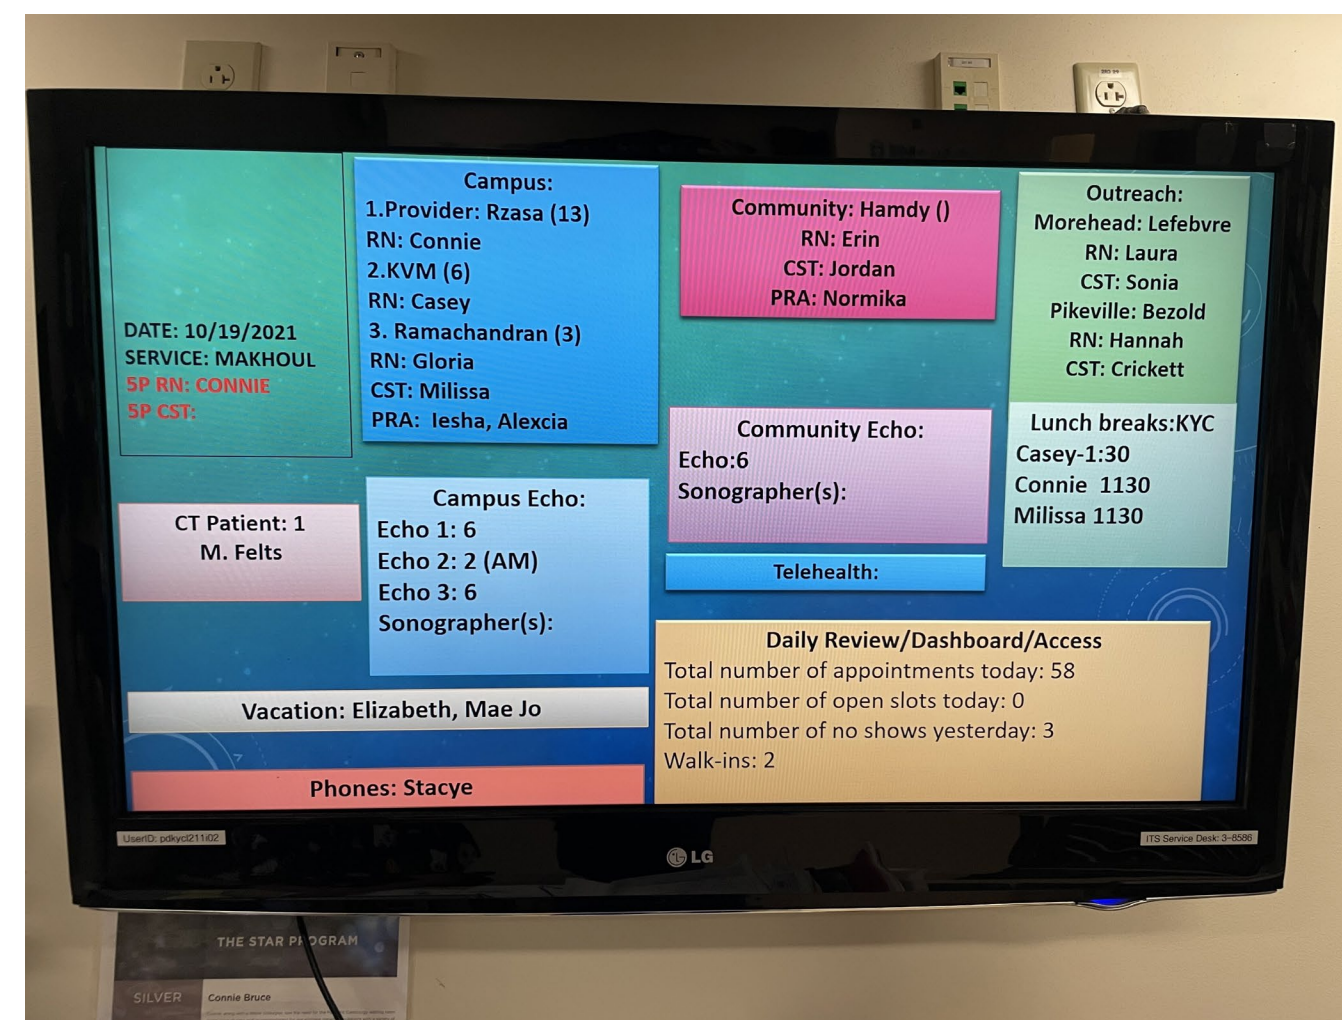 DATE: 10/19/2021
SERVICE: MAKHOUL
5P RN: CONNIE
5P CST:
Campus:
1.Provider: Rzasa (13)
RN: Connie
2.KVM (6)
RN: Casey
3. Ramachandran (3)
RN: Gloria
CST: Milissa
PRA: Iesha, Alexcia
Community: Hamdy ()
RN: Erin
CST: Jordan
PRA: Normika
Outreach:
Morehead: Lefebvre
RN: Laura
CST: Sonia
Pikeville: Bezold
RN: Hannah
CST: Crickett
Lunch breaks:KYC
Casey-1:30
Connie 1130
Milissa 1130
Community Echo:
Echo:6
Sonographer(s):
CT Patient: 1
M. Felts
Campus Echo:
Echo 1: 6
Echo 2: 2 (AM)
Echo 3: 6
Sonographer(s):
Telehealth:
Daily Review/Dashboard/Access
Total number of appointments today: 58
Total number of open slots today: 0
Total number of no shows yesterday: 3
Walk-ins: 2
Vacation: Elizabeth, Mae Jo
Phones: Stacye
UserID: pdkycl211i02
LG
ITS Service Desk: 3-8586
THE STAR PROGRAM
SILVER
Connie Bruce